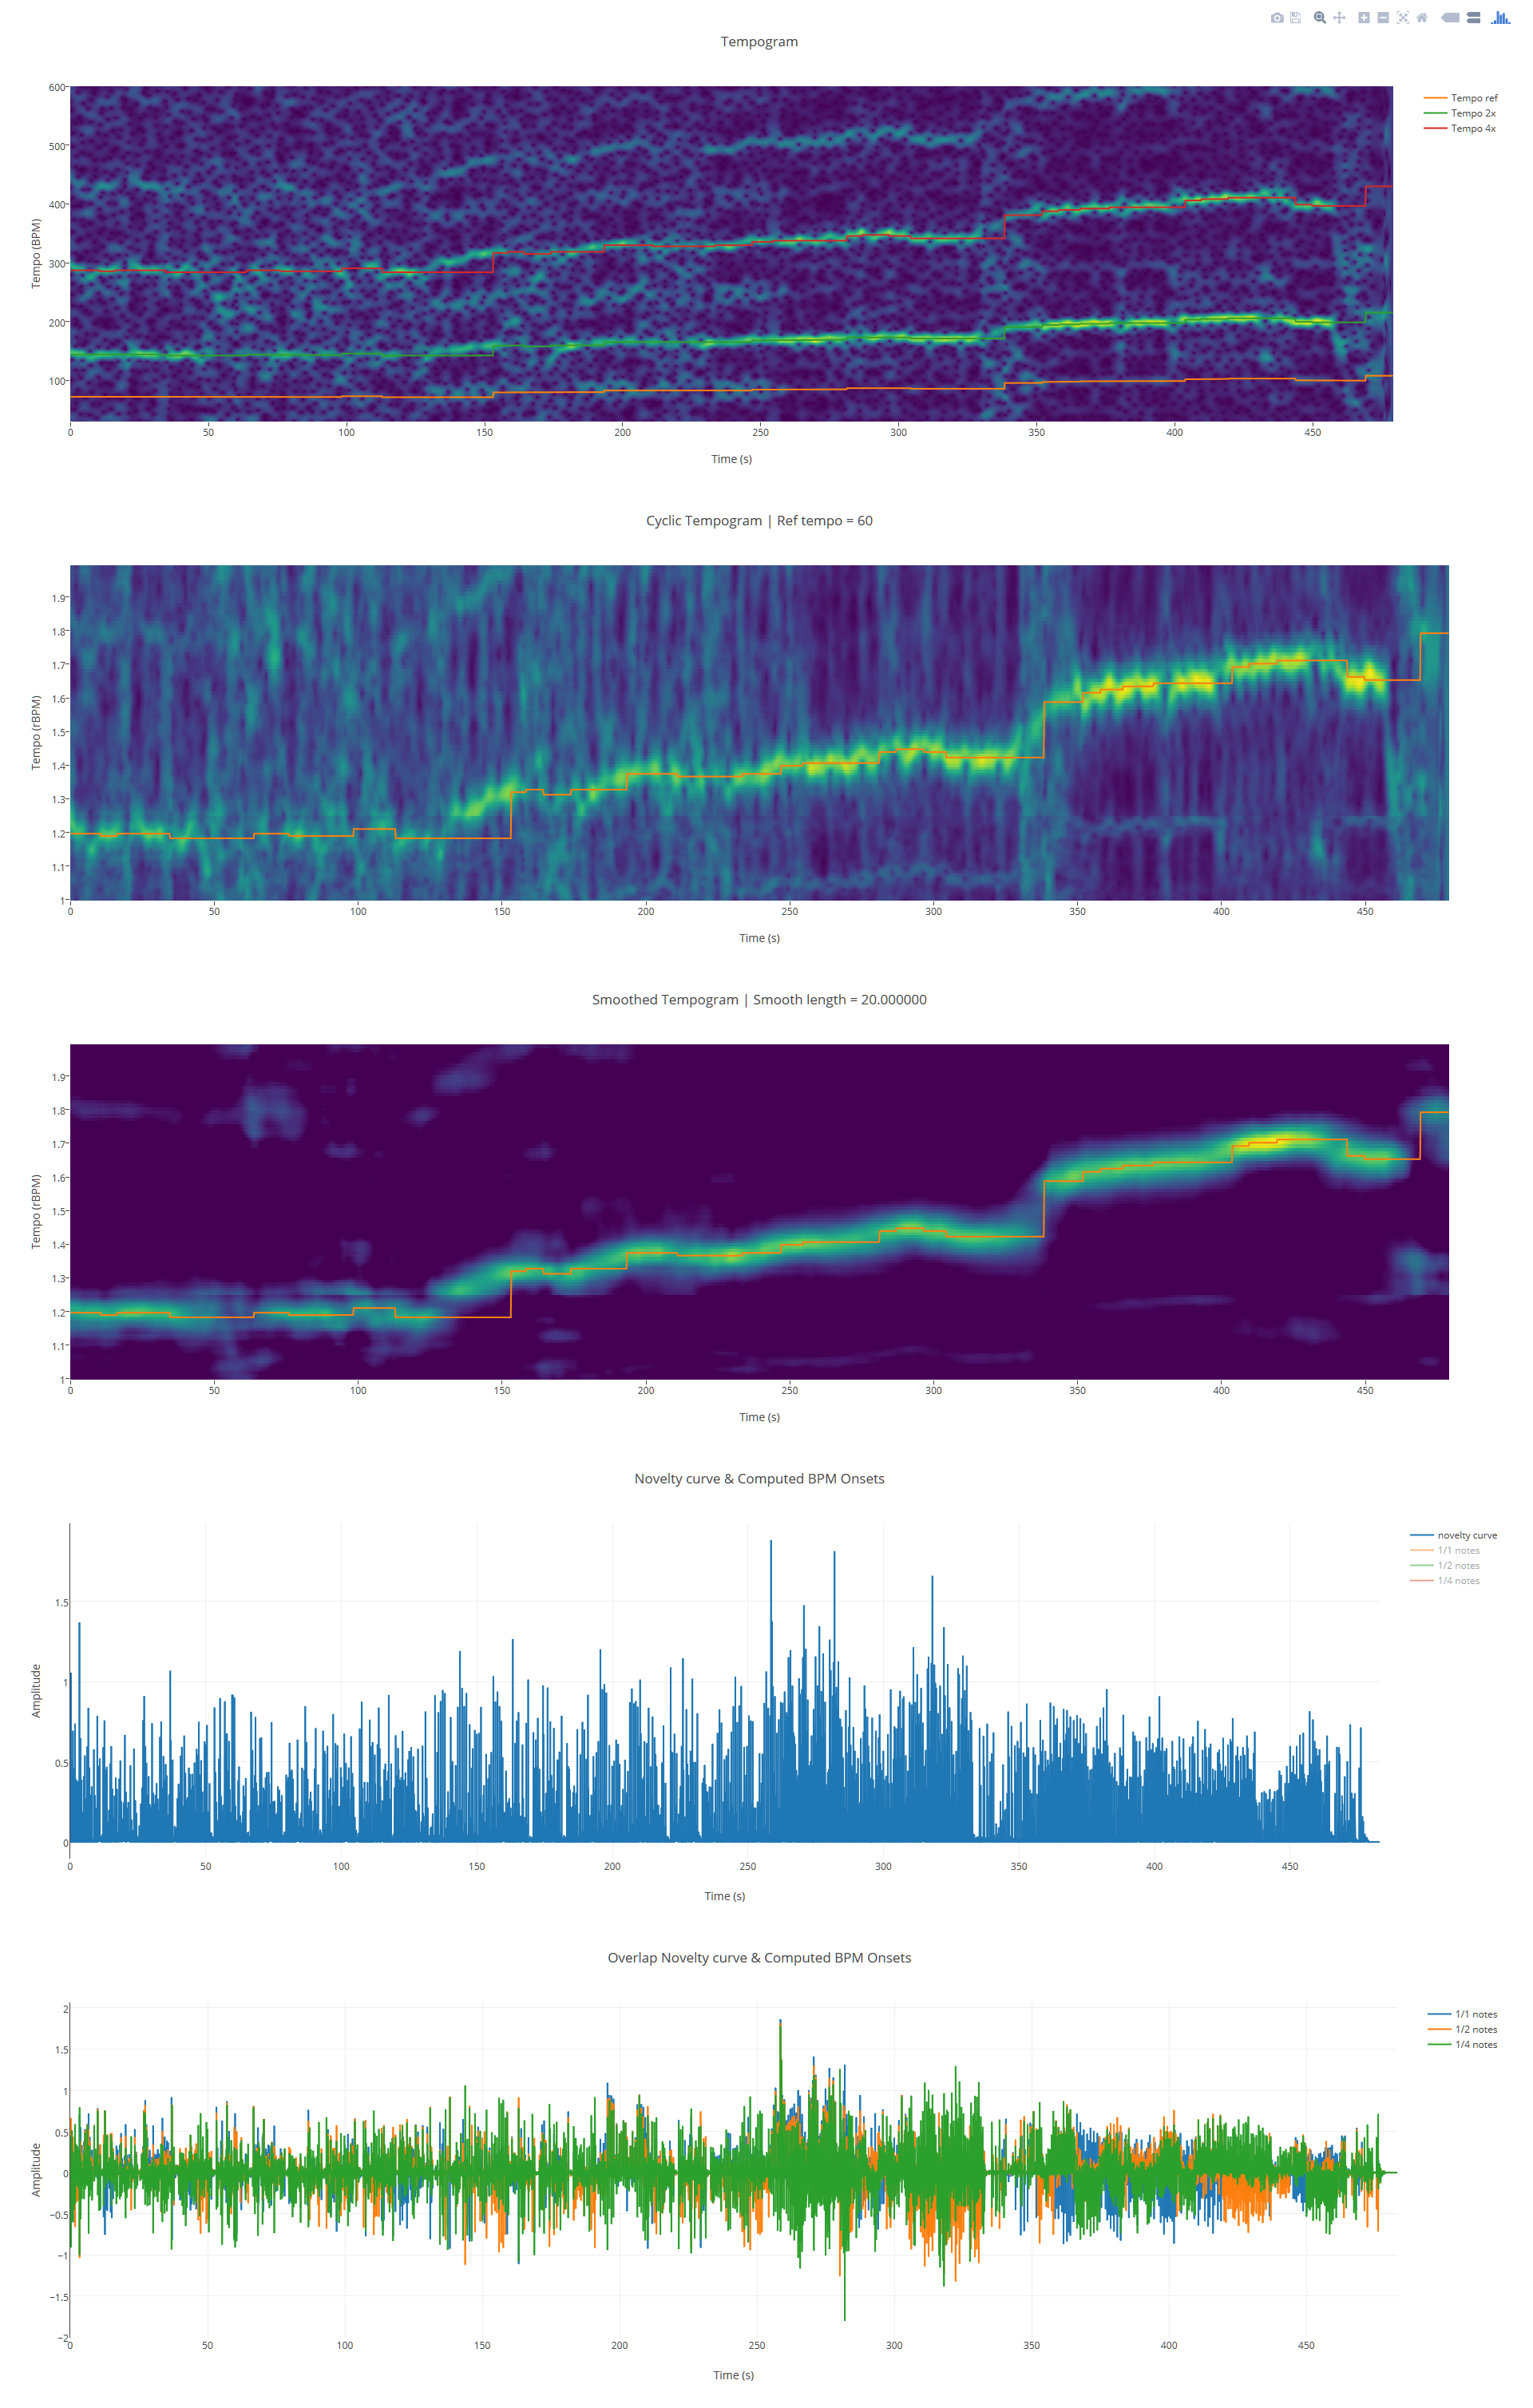 Tempogram
600
500
400
300
200
100
Tempo (BPM)
0 50 100 150 200 250 300 350 400 450
Time (s)
Tempo ref
Tempo 2x
Tempo 4x
Cyclic Tempogram | Ref tempo = 60
1.9
1.8
1.7
1.6
1.5
1.4
1.3
1.2
1.1
1
Tempo (rBPM)
0 50 100 150 200 250 300 350 400 450
Time (s)
Smoothed Tempogram | Smooth length = 20.000000
1.9
1.8
1.7
1.6
1.5
1.4
1.3
1.2
1.1
1
Tempo (rBPM)
0 50 100 150 200 250 300 350 400 450
Time (s)
Novelty curve & Computed BPM Onsets
1.5
1
0.5
0
Amplitude
0 50 100 150 200 250 300 350 400 450
Time (s)
novelty curve
1/1 notes
1/2 notes
1/4 notes
Overlap Novelty curve & Computed BPM Onsets
2
1.5
1
0.5
0
−0.5
−1
−1.5
−2
Amplitude
0 50 100 150 200 250 300 350 400 450
Time (s)
1/1 notes
1/2 notes
1/4 notes